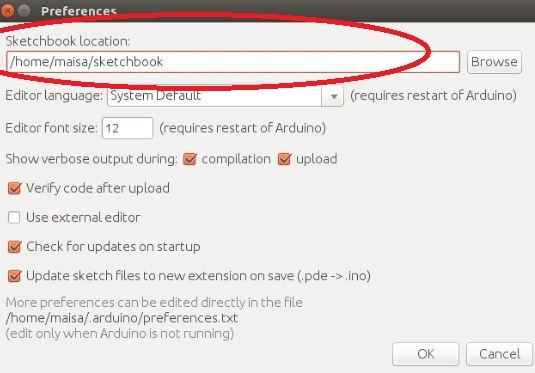 Preferences
Sketchbook location:
/home/maisa/sketchbook Browse
Editor language: System Default (requires restart of Arduino)
Editor font size: 12 (requires restart of Arduino)
Show verbose output during: compilation upload
Verify code after upload
Use external editor
Check for updates on startup
Update sketch files to new extension on save (.pde -> .ino)
More preferences can be edited directly in the file
/home/maisa/.arduino/preferences.txt
(edit only when Arduino is not running)
OK Cancel